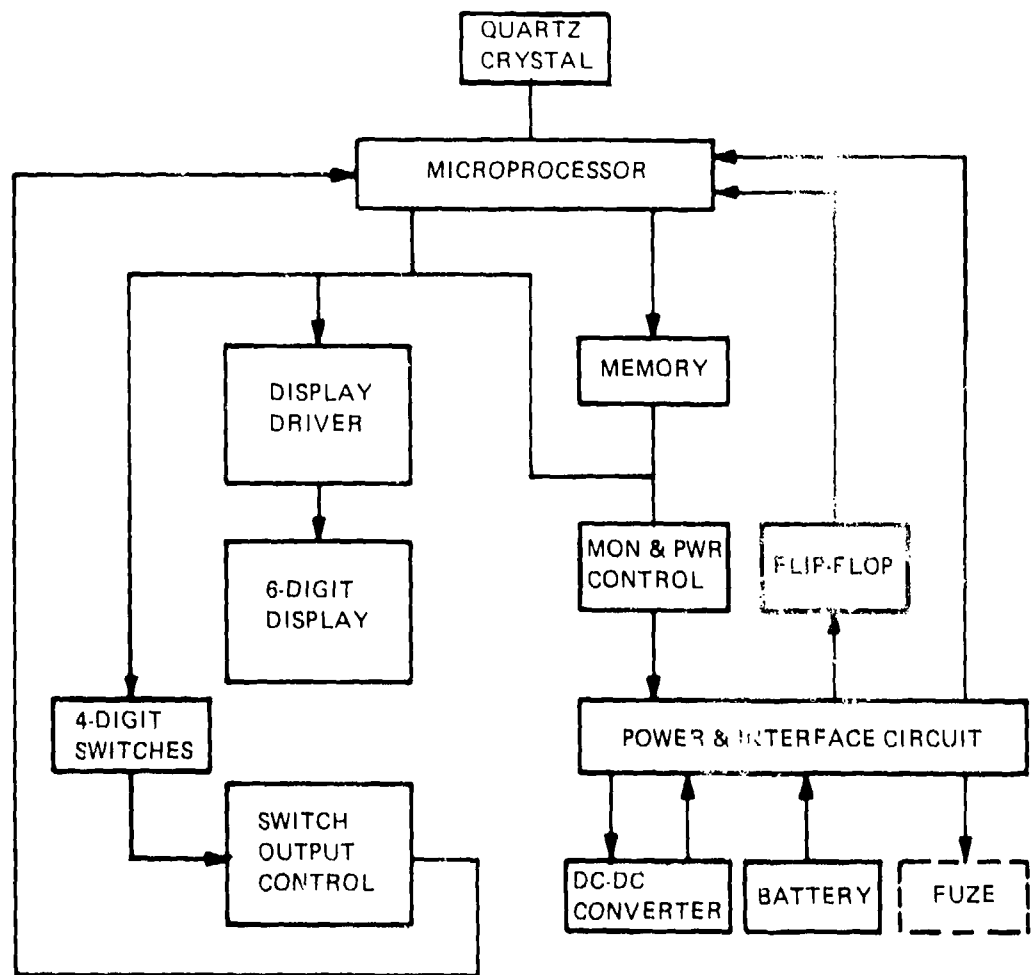 QUARTZ
CRYSTAL
MICROPROCESSOR
DISPLAY
DRIVER
MEMORY
6-DIGIT
DISPLAY
MON & PWR
CONTROL
FLIP-FLOP
4-DIGIT
SWITCHES
POWER & INTERFACE CIRCUIT
SWITCH
OUTPUT
CONTROL
DC-DC
CONVERTER
BATTERY
FUZE